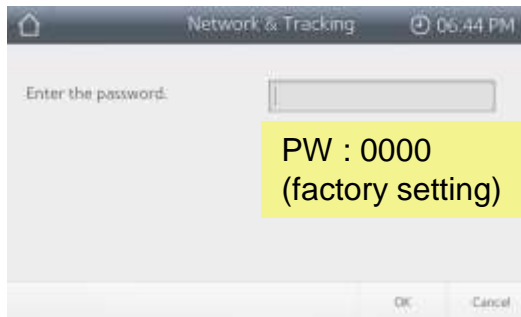 Network & Tracking 06.44 PM
Enter the password.
PW : 0000
(factory setting)
OK Cancel